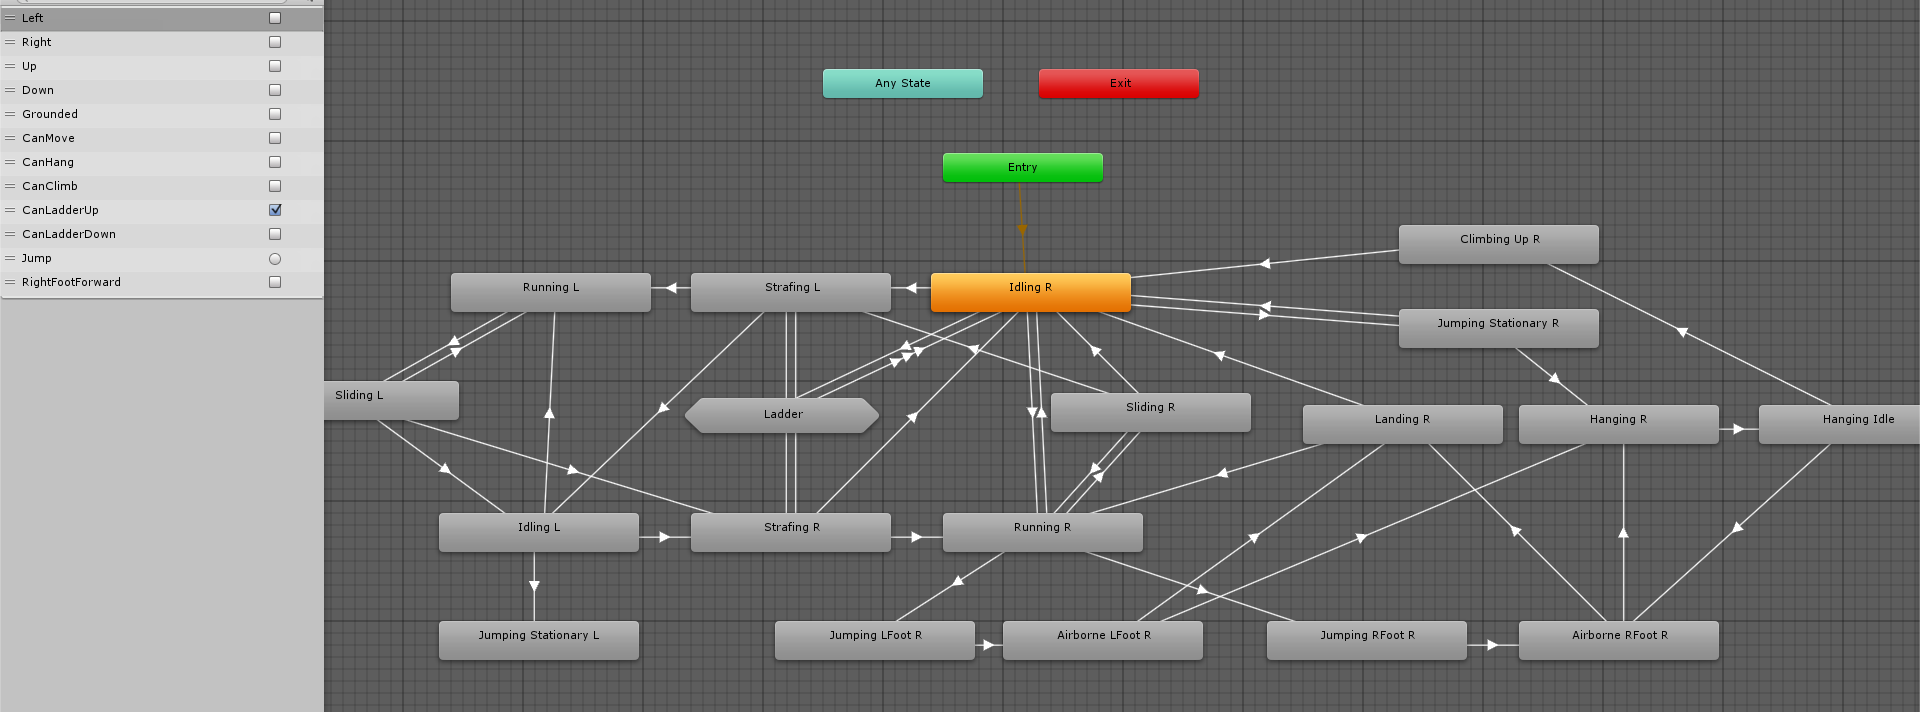 Left
Right
Up
Down
Grounded
CanMove
CanHang
CanClimb
CanLadderUp
CanLadderDown
Jump
RightFootForward
Any State
Exit
Entry
Climbing Up R
Running L
Strafing L
Idling R
Jumping Stationary R
Sliding L
Ladder
Sliding R
Landing R
Hanging R
Hanging Idle
Idling L
Strafing R
Running R
Jumping Stationary L
Jumping LFoot R
Airborne LFoot R
Jumping RFoot R
Airborne RFoot R